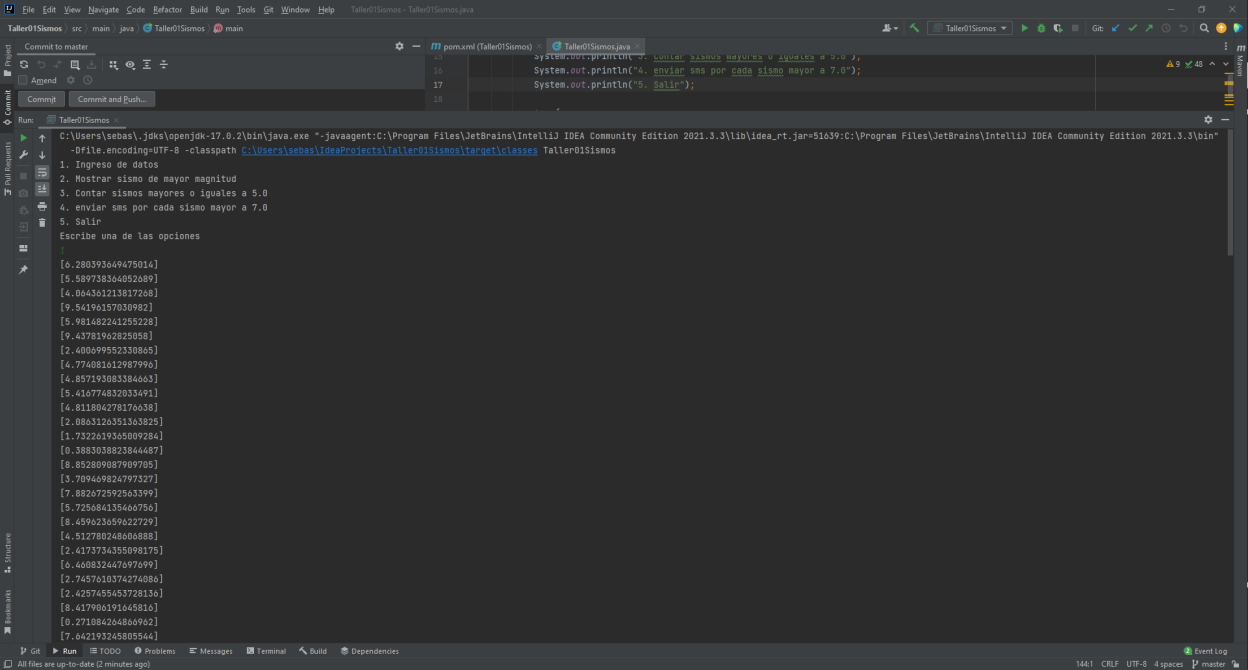 File Edit View Navigate Code Refactor Build Run Tools Git Window Help Taller01Sismos - Taller01Sismos.java
Taller01Sismos src main java Taller01Sismos main
Taller01Sismos Git:
Commit to master
pom.xml (Taller01Sismos) Taller01Sismos.java
15 System.out.println("3. Contar sismos mayores o iguales a 5.0");
16 System.out.println("4. enviar sms por cada sismo mayor a 7.0");
17 System.out.println("5. Salir");
18
9 48
Amend
Commit Commit and Push...
Run: Taller01Sismos
C:\Users\sebas\.jdks\openjdk-17.0.2\bin\java.exe "-javaagent:C:\Program Files\JetBrains\IntelliJ IDEA Community Edition 2021.3.3\lib\idea_rt.jar=51639:C:\Program Files\JetBrains\IntelliJ IDEA Community Edition 2021.3.3\bin"
-Dfile.encoding=UTF-8 -classpath C:\Users\sebas\IdeaProjects\Taller01Sismos\target\classes Taller01Sismos
1. Ingreso de datos
2. Mostrar sismo de mayor magnitud
3. Contar sismos mayores o iguales a 5.0
4. enviar sms por cada sismo mayor a 7.0
5. Salir
Escribe una de las opciones
1
[6.280393649475014]
[5.589738364052689]
[4.064361213817268]
[9.54196157030982]
[5.981482241255228]
[9.43781962825058]
[2.400699552330865]
[4.774081612987996]
[4.857193083384663]
[5.416774832033491]
[4.811804278176638]
[2.0863126351363825]
[1.7322619365009284]
[0.3883038823844487]
[8.852809087909705]
[3.709469824797327]
[7.882672592563399]
[5.725684135466756]
[8.459623659622729]
[4.512780248606888]
[2.4173734355098175]
[6.460832447697699]
[2.7457610374274086]
[2.4257455453728136]
[8.417906191645816]
[0.271084264866962]
[7.642193245805544]
Project
Commit
Pull Requests
Structure
Bookmarks
Maven
Git Run TODO Problems Messages Terminal Build Dependencies 2 Event Log
All files are up-to-date (2 minutes ago) 144:1 CRLF UTF-8 4 spaces master